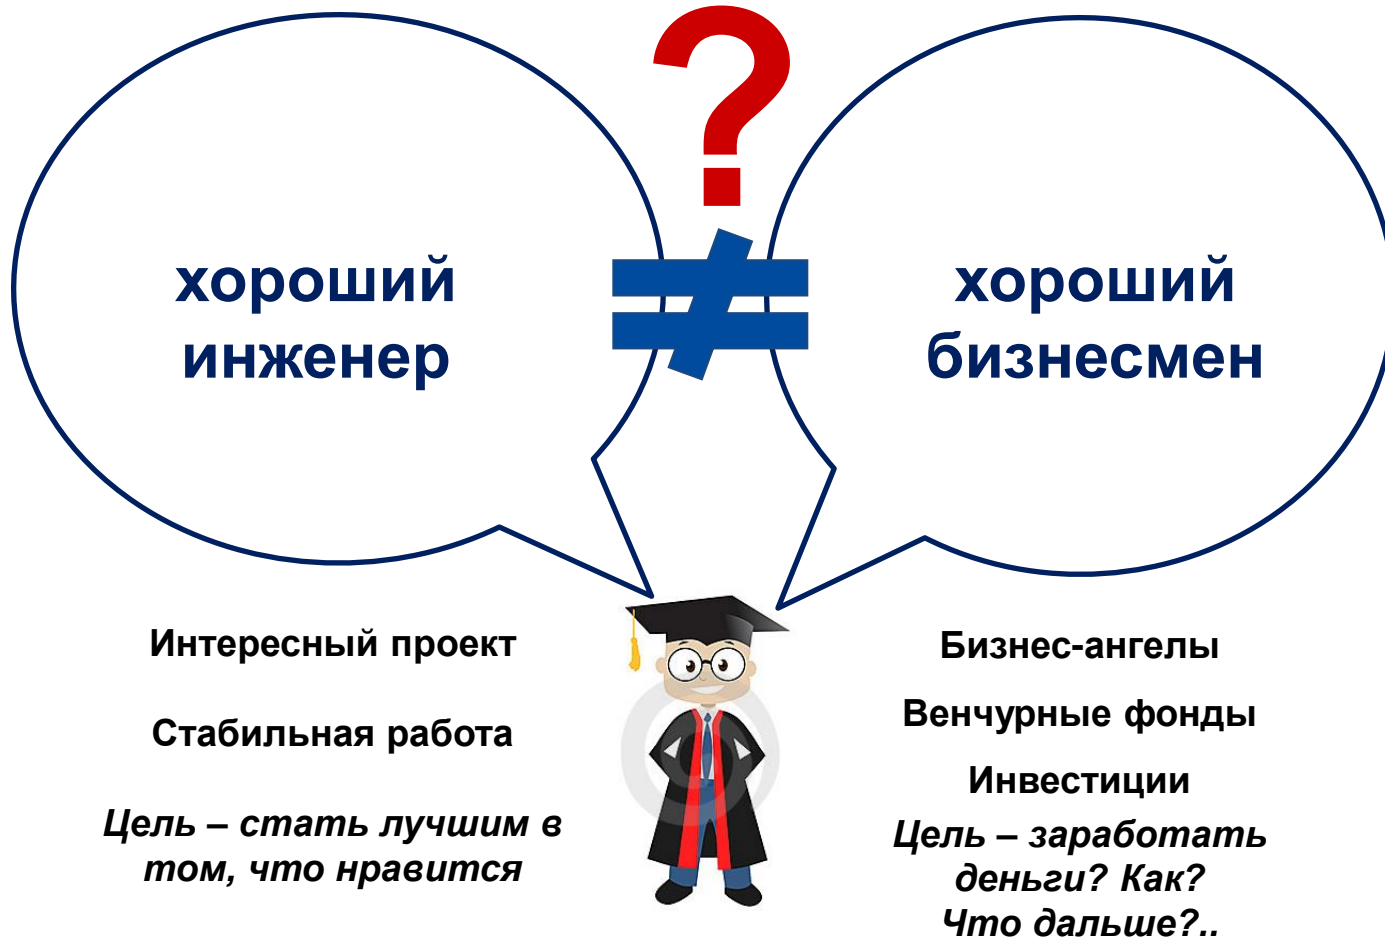 ?
хороший
инженер
≠
хороший
бизнесмен
Интересный проект
Стабильная работа
Цель – стать лучшим в
том, что нравится
Бизнес-ангелы
Венчурные фонды
Инвестиции
Цель – заработать
деньги? Как?
Что дальше?..